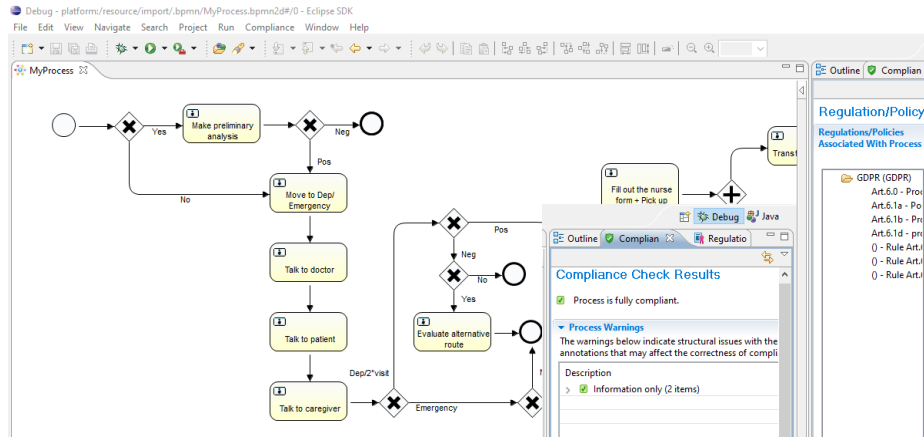 Debug - platform:/resource/import/.bpmn/MyProcess.bpmn2d#/0 - Eclipse SDK
File Edit View Navigate Search Project Run Compliance Window Help
MyProcess
Outline Complian
Yes
Make preliminary
analysis
Neg
Pos
No
Move to Dep/
Emergency
Talk to doctor
Talk to patient
Dep/2*visit
Talk to caregiver
Emergency
Pos
Neg
No
Yes
Evaluate alternative
route
Fill out the nurse
form + Pick up
Transf
Debug Java
Outline Complian Regulatio
Compliance Check Results
Process is fully compliant.
Process Warnings
The warnings below indicate structural issues with the
annotations that may affect the correctness of compli
Description
Information only (2 items)
Regulation/Policy
Regulations/Policies
Associated With Process
GDPR (GDPR)
Art.6.0 - Pro
Art.6.1a - Po
Art.6.1b - Pro
Art.6.1d - pro
() - Rule Art.
() - Rule Art.
() - Rule Art.